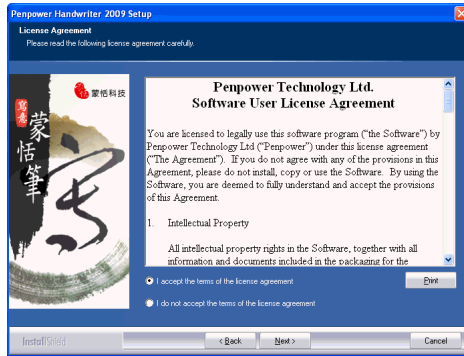 Penpower Handwriter 2009 Setup
License Agreement
Please read the following license agreement carefully.
蒙恬科技
寫意
蒙恬筆
写
Penpower Technology Ltd.
Software User License Agreement
You are licensed to legally use this software program ("the Software") by
Penpower Technology Ltd ("Penpower") under this license agreement
("The Agreement"). If you do not agree with any of the provisions in this
Agreement, please do not install, copy or use the Software. By using the
Software, you are deemed to fully understand and accept the provisions
of this Agreement.
1. Intellectual Property
All intellectual property rights in the Software, together with all
information and documents included in the packaging for the
I accept the terms of the license agreement
Print
I do not accept the terms of the license agreement
InstallShield
< Back
Next >
Cancel